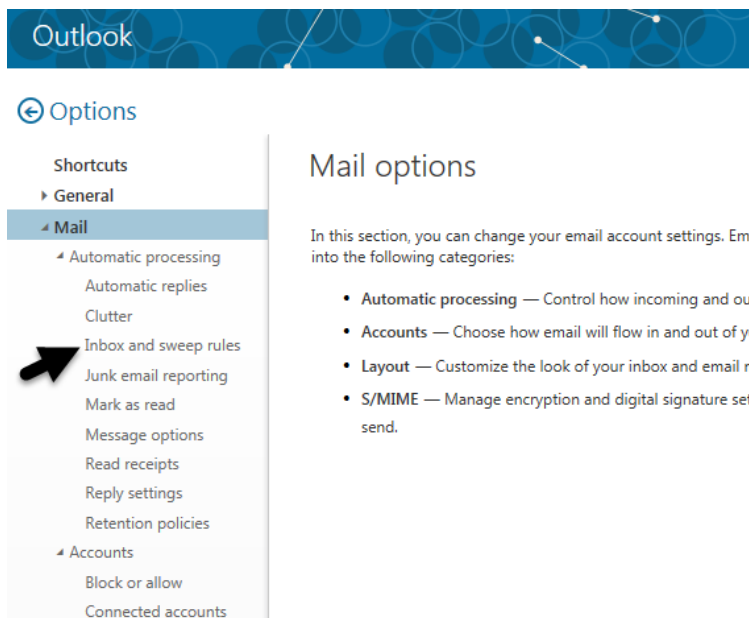 Outlook
Options
Shortcuts
General
Mail
Automatic processing
Automatic replies
Clutter
Inbox and sweep rules
Junk email reporting
Mark as read
Message options
Read receipts
Reply settings
Retention policies
Accounts
Block or allow
Connected accounts
Mail options
In this section, you can change your email account settings. Em
into the following categories:
• Automatic processing — Control how incoming and ou
• Accounts — Choose how email will flow in and out of y
• Layout — Customize the look of your inbox and email r
• S/MIME — Manage encryption and digital signature set
send.